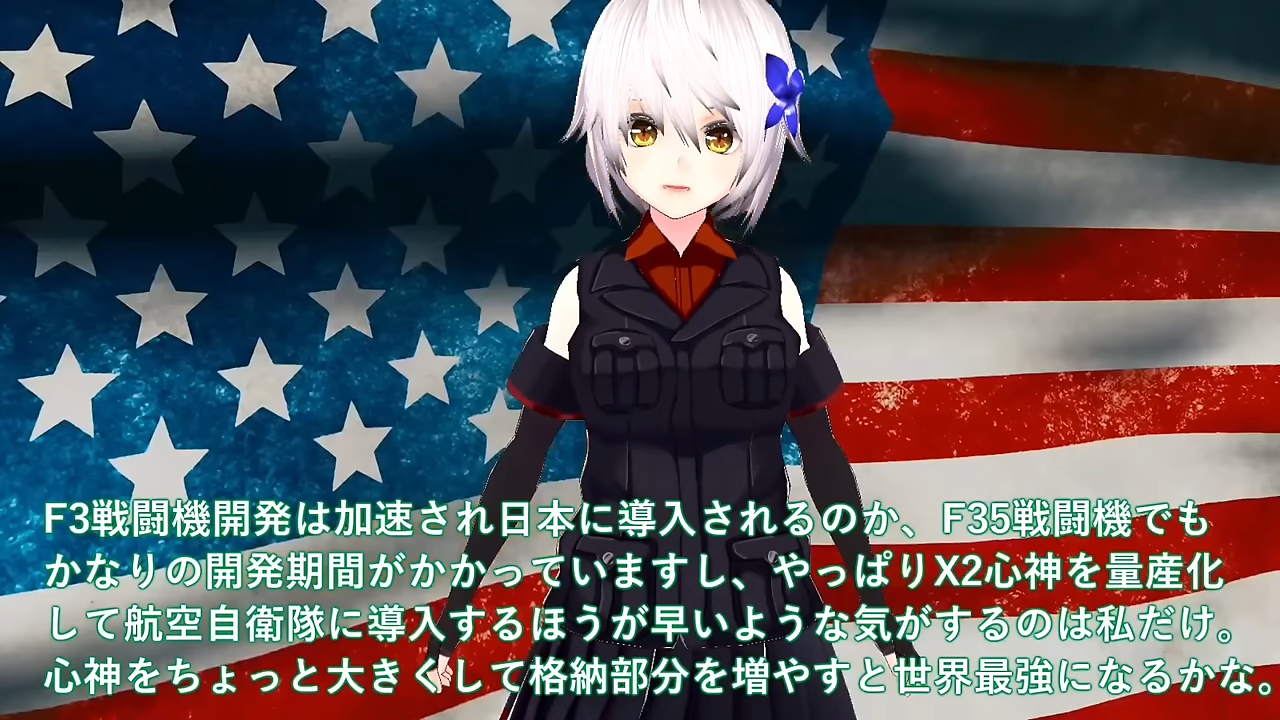 F3戦闘機開発は加速され日本に導入されるのか、F35戦闘機でも
かなりの開発期間がかかっていますし、やっぱりX2心神を量産化
して航空自衛隊に導入するほうが早いような気がするのは私だけ。
心神をちょっと大きくして格納部分を増やすと世界最強になるかな。